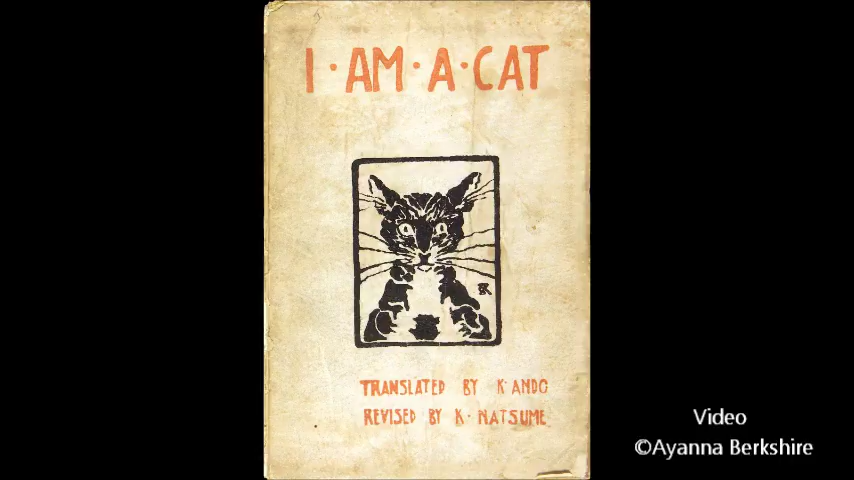 I·AM·A·CAT
TRANSLATED BY K·ANDO
REVISED BY K·NATSUME
Video
©Ayanna Berkshire